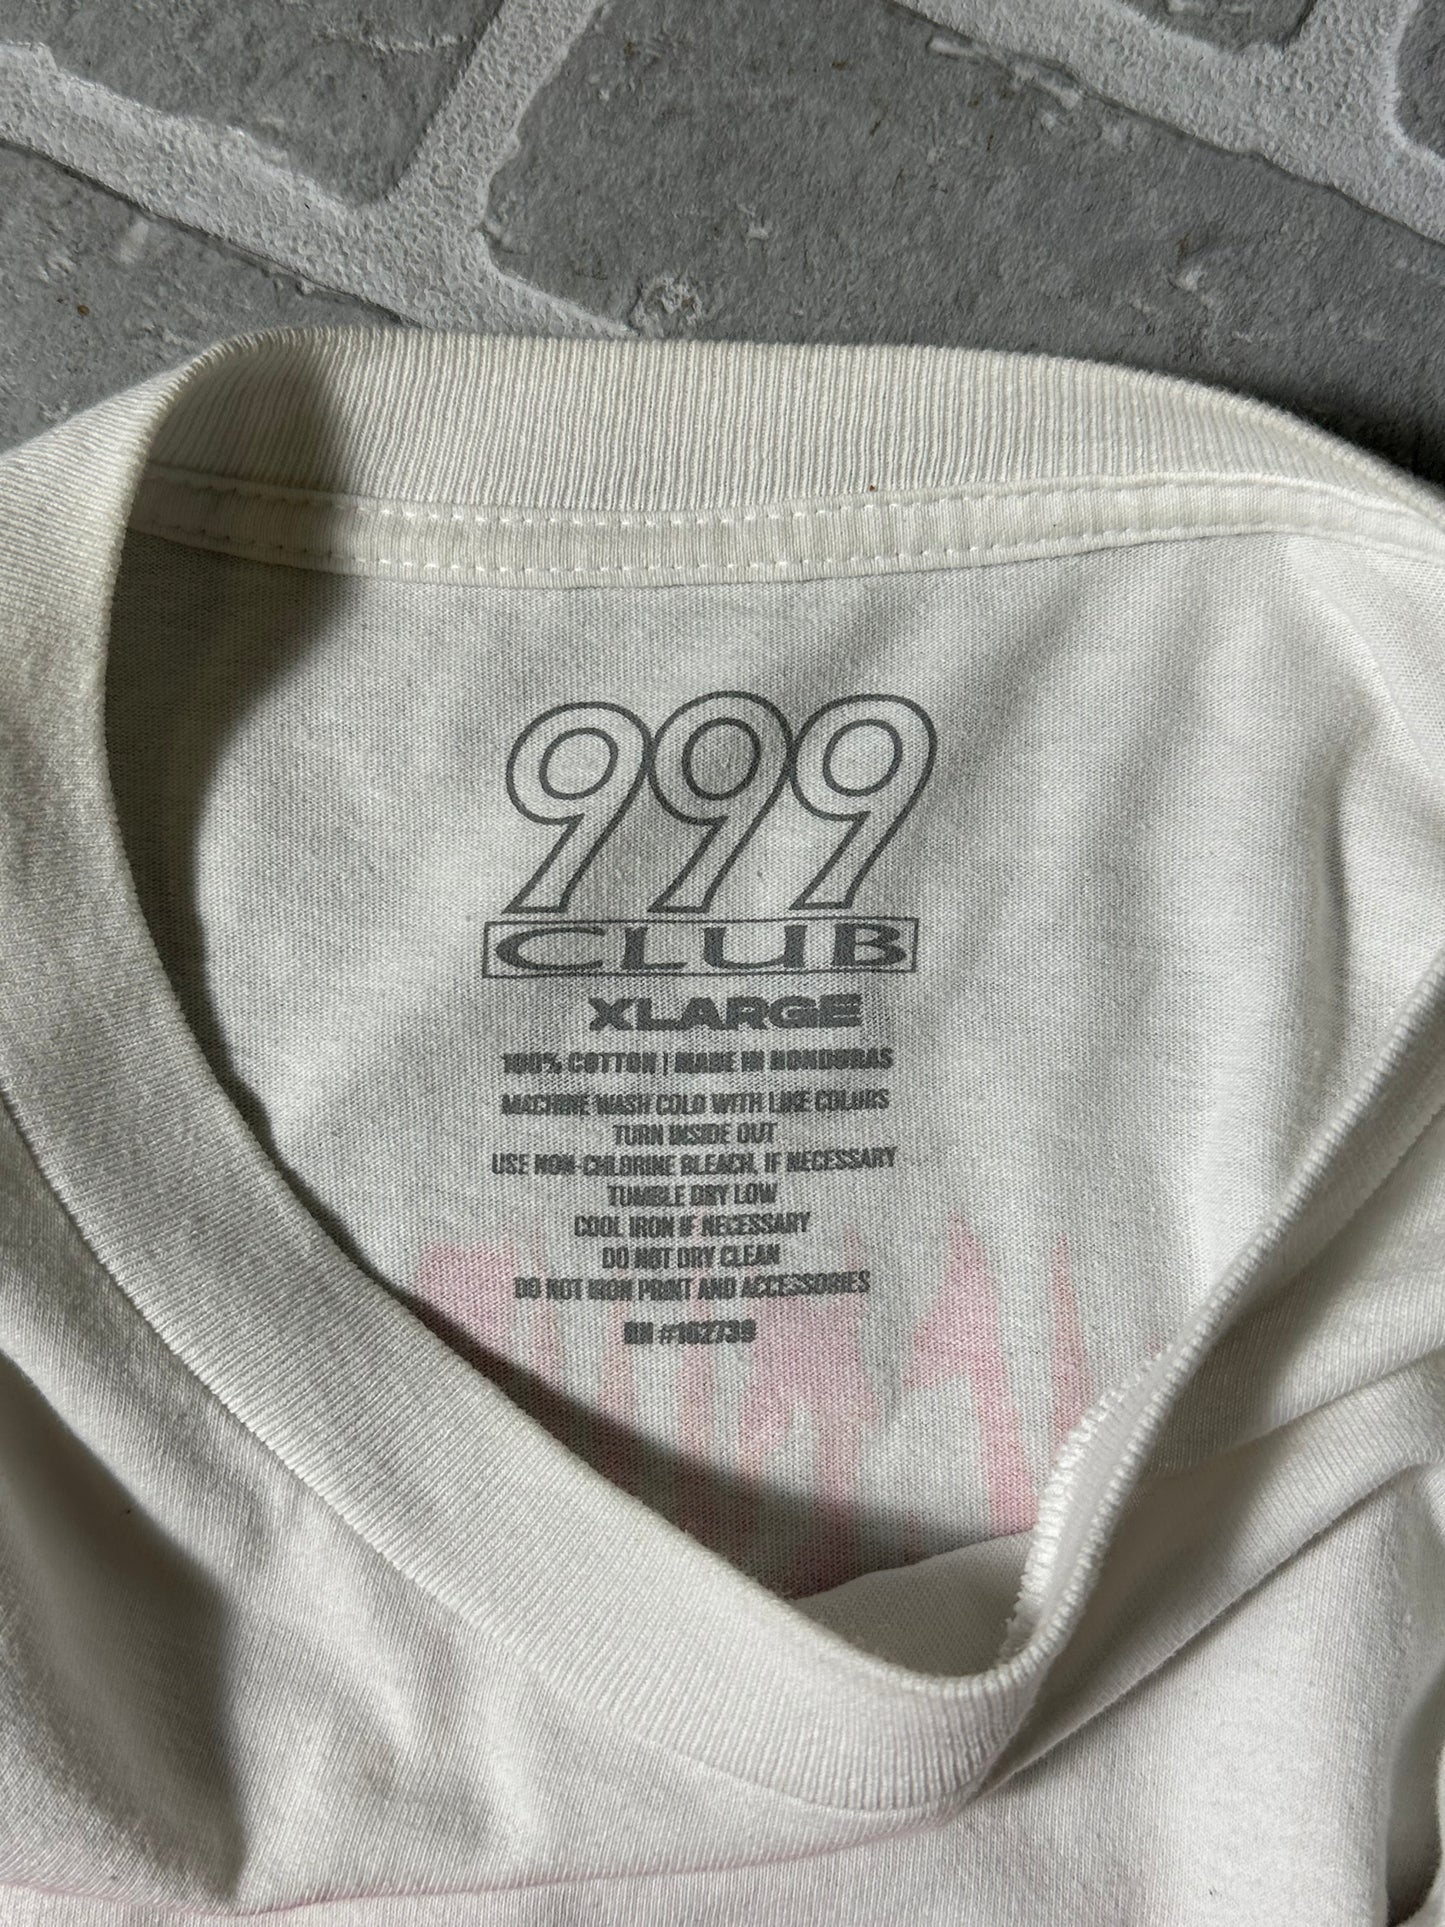 999
CLUB
XLARGE
100% COTTON | MADE IN HONDURAS
MACHINE WASH COLD WITH LIKE COLORS
TURN INSIDE OUT
USE NON-CHLORINE BLEACH, IF NECESSARY
TUMBLE DRY LOW
COOL IRON IF NECESSARY
DO NOT DRY CLEAN
DO NOT IRON PRINT AND ACCESSORIES
RN #162739